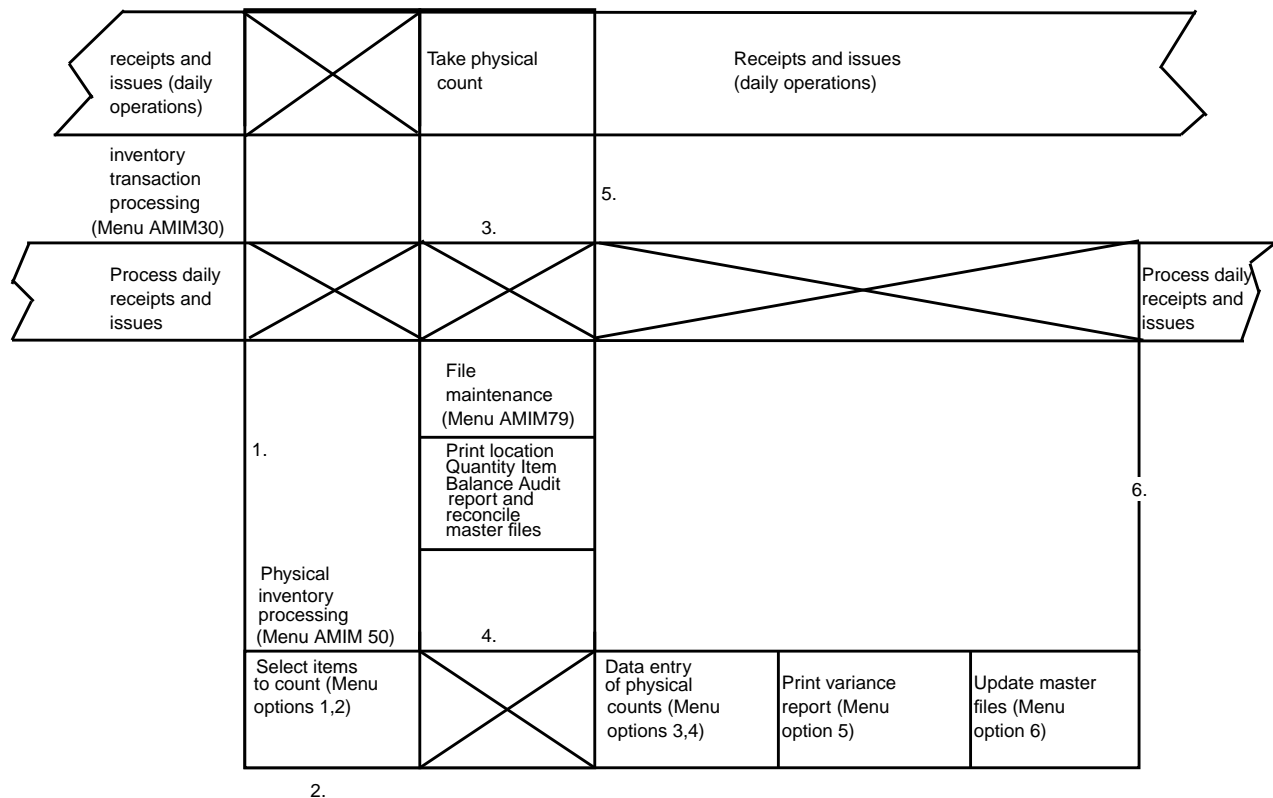 receipts and
issues (daily
operations)
Take physical
count
Receipts and issues
(daily operations)
inventory
transaction
processing
(Menu AMIM30)
3.
5.
Process daily
receipts and
issues
Process daily
receipts and
issues
File
maintenance
(Menu AMIM79)
1.
Print location
Quantity Item
Balance Audit
report and
reconcile
master files
6.
Physical
inventory
processing
(Menu AMIM 50)
4.
Select items
to count (Menu
options 1,2)
Data entry
of physical
counts (Menu
options 3,4)
Print variance
report (Menu
option 5)
Update master
files (Menu
option 6)
2.